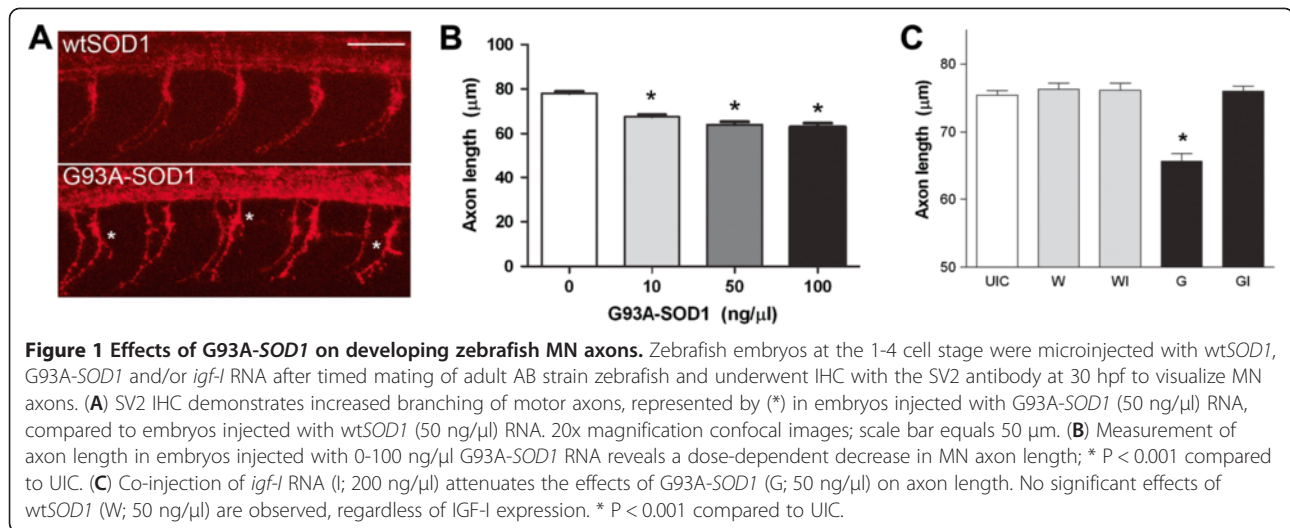 A
wtSOD1
G93A-SOD1
*
*
*
B
Axon length (µm)
100
80
60
40
20
0
*
*
*
0 10 50 100
G93A-SOD1 (ng/µl)
C
Axon length (µm)
80
70
60
50
*
UIC W WI G GI
Figure 1 Effects of G93A-SOD1 on developing zebrafish MN axons. Zebrafish embryos at the 1-4 cell stage were microinjected with wtSOD1,
G93A-SOD1 and/or igf-I RNA after timed mating of adult AB strain zebrafish and underwent IHC with the SV2 antibody at 30 hpf to visualize MN
axons. (A) SV2 IHC demonstrates increased branching of motor axons, represented by (*) in embryos injected with G93A-SOD1 (50 ng/µl) RNA,
compared to embryos injected with wtSOD1 (50 ng/µl) RNA. 20x magnification confocal images; scale bar equals 50 µm. (B) Measurement of
axon length in embryos injected with 0-100 ng/µl G93A-SOD1 RNA reveals a dose-dependent decrease in MN axon length; * P < 0.001 compared
to UIC. (C) Co-injection of igf-I RNA (I; 200 ng/µl) attenuates the effects of G93A-SOD1 (G; 50 ng/µl) on axon length. No significant effects of
wtSOD1 (W; 50 ng/µl) are observed, regardless of IGF-I expression. * P < 0.001 compared to UIC.